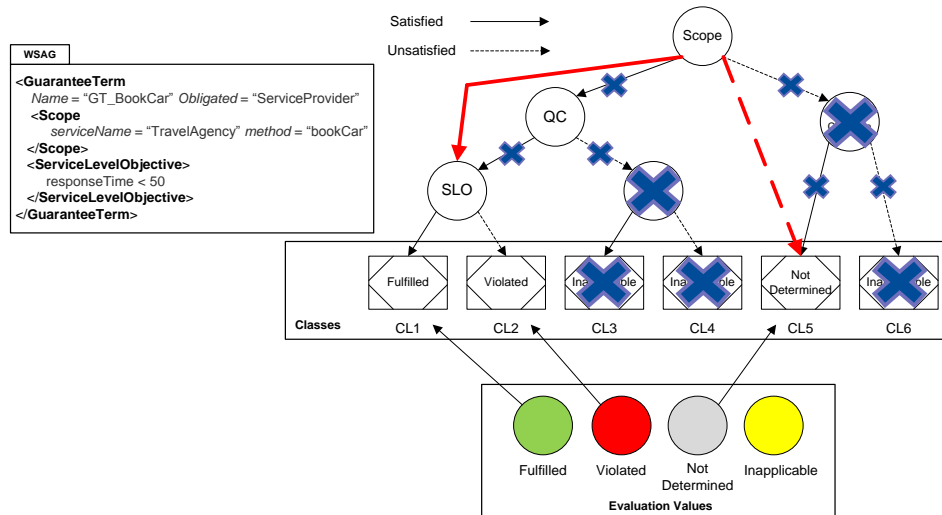 Satisfied
Unsatisfied
WSAG
<GuaranteeTerm
Name = “GT_BookCar” Obligated = “ServiceProvider”
<Scope
serviceName = “TravelAgency” method = “bookCar”
</Scope>
<ServiceLevelObjective>
responseTime < 50
</ServiceLevelObjective>
</GuaranteeTerm>
Scope
QC
SLO
Fulfilled
Violated
Not
Determined
Classes
CL1
CL2
CL3
CL4
CL5
CL6
Fulfilled
Violated
Not
Determined
Inapplicable
Evaluation Values